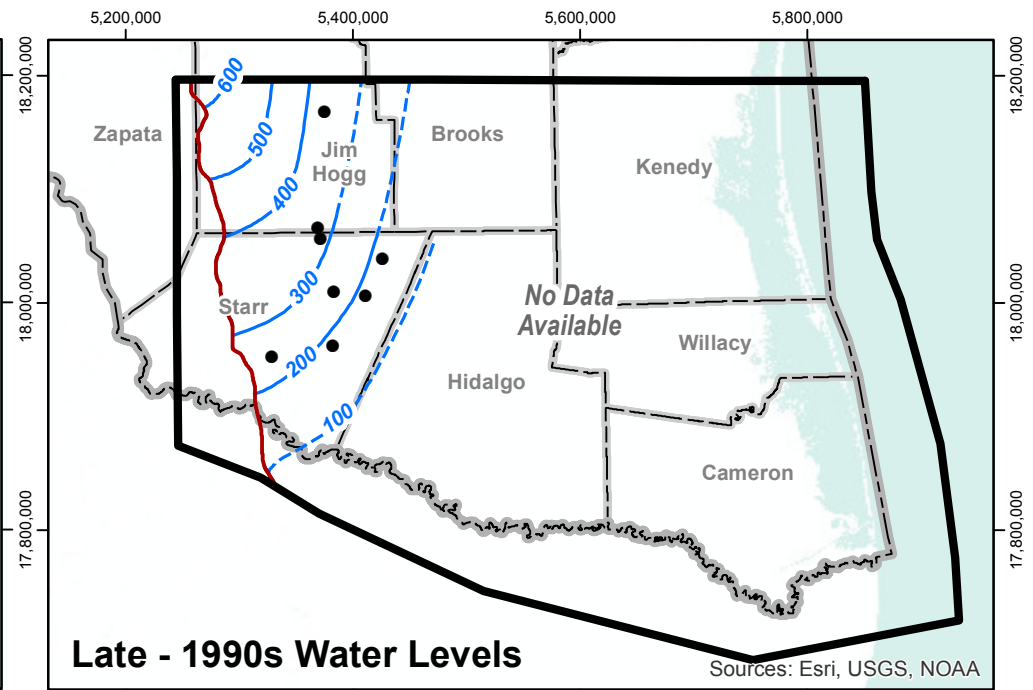 5,200,000
5,400,000
5,600,000
5,800,000
18,200,000
18,200,000
600
Zapata
500
Jim
Hogg
Brooks
Kenedy
400
300
Starr
No Data
Available
18,000,000
18,000,000
Willacy
200
Hidalgo
100
Cameron
17,800,000
17,800,000
Late - 1990s Water Levels
Sources: Esri, USGS, NOAA